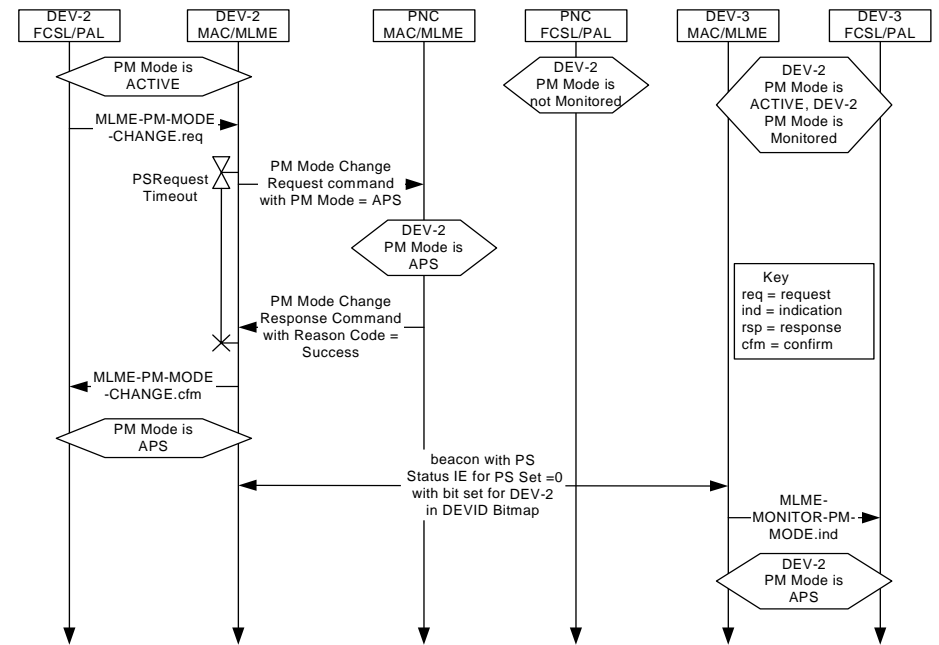 DEV-2
FCSL/PAL
DEV-2
MAC/MLME
PNC
MAC/MLME
PNC
FCSL/PAL
DEV-3
MAC/MLME
DEV-3
FCSL/PAL
PM Mode is
ACTIVE
DEV-2
PM Mode is
not Monitored
DEV-2
PM Mode is
ACTIVE, DEV-2
PM Mode is
Monitored
MLME-PM-MODE
-CHANGE.req
PSRequest
Timeout
PM Mode Change
Request command
with PM Mode = APS
DEV-2
PM Mode is
APS
Key
req = request
ind = indication
rsp = response
cfm = confirm
PM Mode Change
Response Command
with Reason Code =
Success
MLME-PM-MODE
-CHANGE.cfm
PM Mode is
APS
beacon with PS
Status IE for PS Set =0
with bit set for DEV-2
in DEVID Bitmap
MLME-
MONITOR-PM-
MODE.ind
DEV-2
PM Mode is
APS